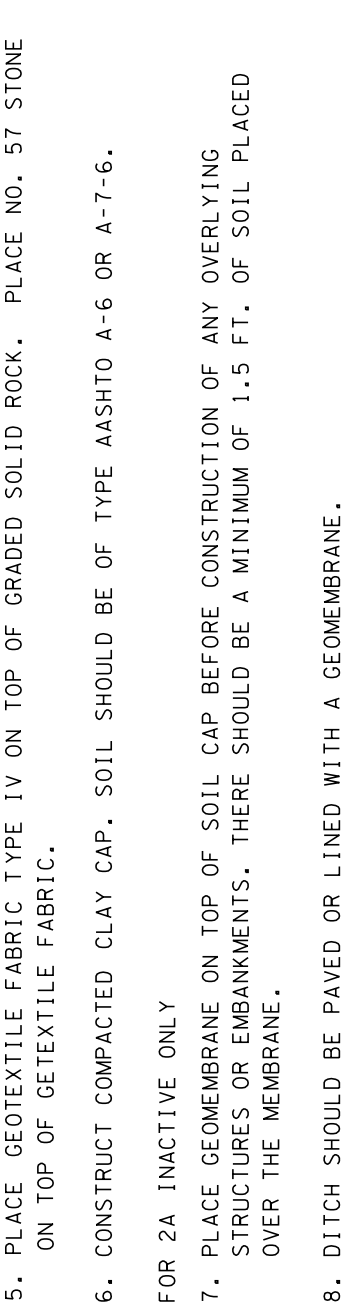 5. PLACE GEOTEXTILE FABRIC TYPE IV ON TOP OF GRADED SOLID ROCK. PLACE NO. 57 STONE
ON TOP OF GETEXTILE FABRIC.
6. CONSTRUCT COMPACTED CLAY CAP. SOIL SHOULD BE OF TYPE AASHTO A-6 OR A-7-6.
FOR 2A INACTIVE ONLY
7. PLACE GEOMEMBRANE ON TOP OF SOIL CAP BEFORE CONSTRUCTION OF ANY OVERLYING
STRUCTURES OR EMBANKMENTS. THERE SHOULD BE A MINIMUM OF 1.5 FT. OF SOIL PLACED
OVER THE MEMBRANE.
8. DITCH SHOULD BE PAVED OR LINED WITH A GEOMEMBRANE.